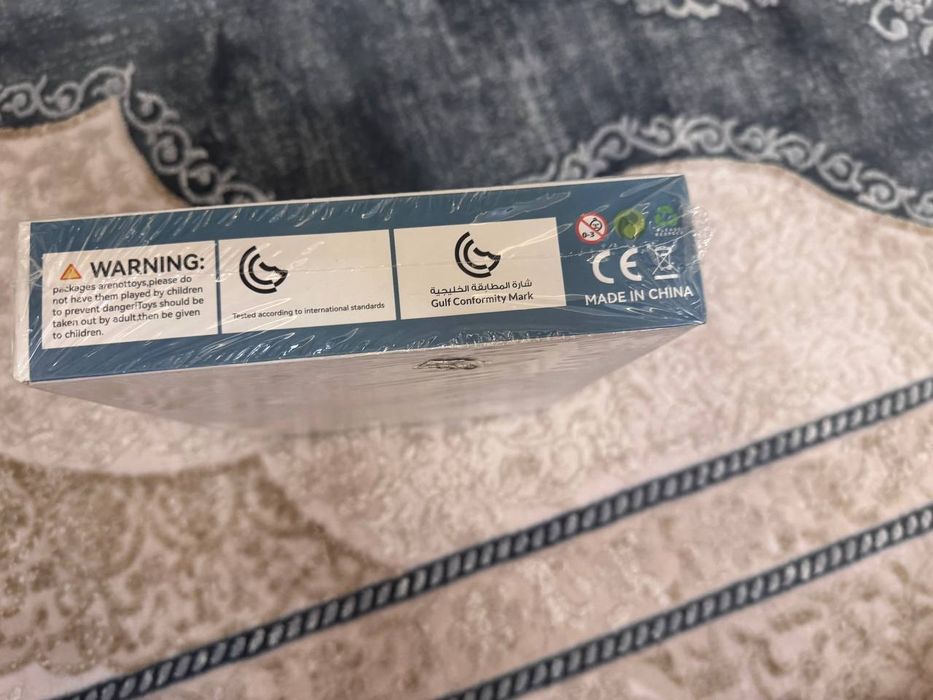 WARNING:
packages arenottoys,please do
not have them played by children
to prevent danger!Toys should be
taken out by adult.then be given
to children.
Tested according to international standards
شارة المطابقة الخليجية
Gulf Conformity Mark
0-3
CE
MADE IN CHINA